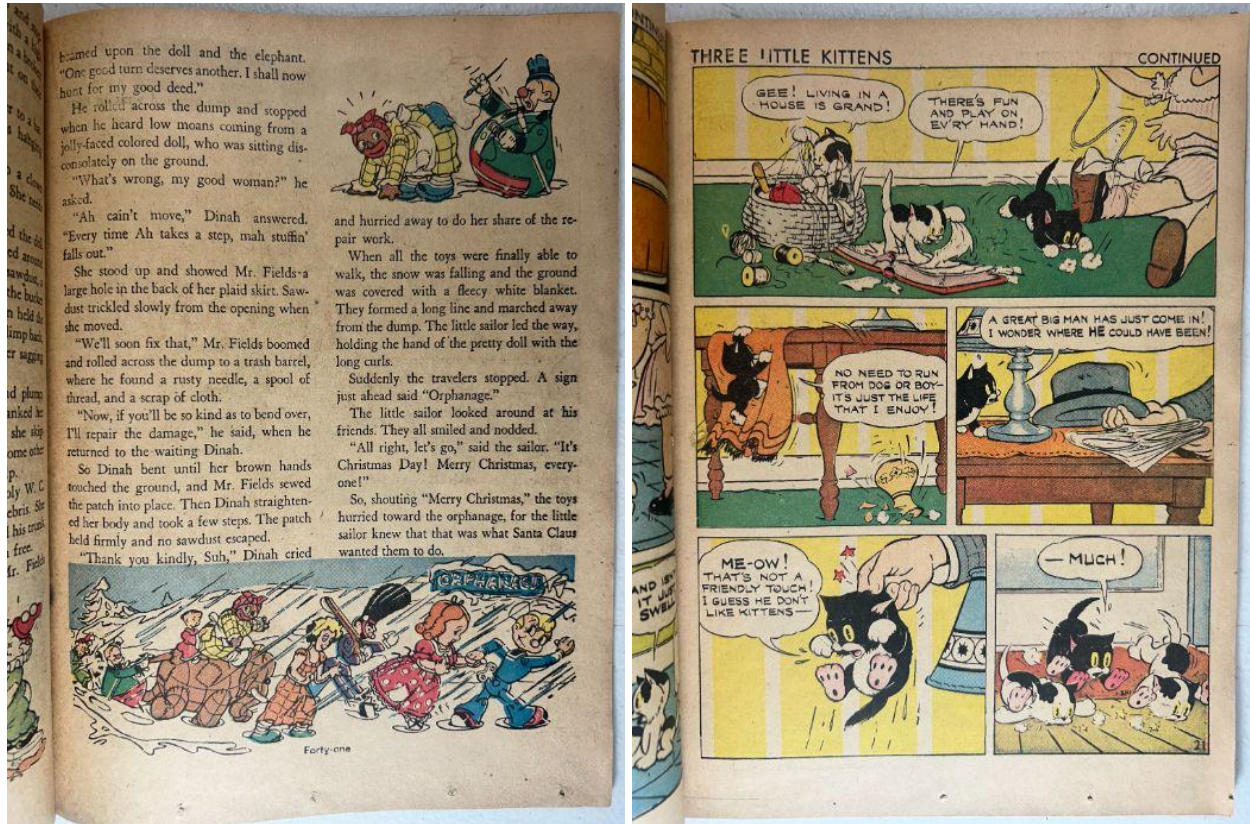 beamed upon the doll and the elephant.
"One good turn deserves another. I shall now
hunt for my good deed."
He rolled across the dump and stopped
when he heard low moans coming from a
jolly-faced colored doll, who was sitting dis-
consolately on the ground.
"What's wrong, my good woman?" he
asked.
"Ah cain't move," Dinah answered.
"Every time Ah takes a step, mah stuffin'
falls out."
She stood up and showed Mr. Fields a
large hole in the back of her plaid skirt. Saw-
dust trickled slowly from the opening when
she moved.
"We'll soon fix that," Mr. Fields boomed
and rolled across the dump to a trash barrel,
where he found a rusty needle, a spool of
thread, and a scrap of cloth.
"Now, if you'll be so kind as to bend over,
I'll repair the damage," he said, when he
returned to the waiting Dinah.
So Dinah bent until her brown hands
touched the ground, and Mr. Fields sewed
the patch into place. Then Dinah straighten-
ed her body and took a few steps. The patch
held firmly and no sawdust escaped.
"Thank you kindly, Suh," Dinah cried
and hurried away to do her share of the re-
pair work.
When all the toys were finally able to
walk, the snow was falling and the ground
was covered with a fleecy white blanket.
They formed a long line and marched away
from the dump. The little sailor led the way,
holding the hand of the pretty doll with the
long curls.
Suddenly the travelers stopped. A sign
just ahead said "Orphanage."
The little sailor looked around at his
friends. They all smiled and nodded.
"All right, let's go," said the sailor. "It's
Christmas Day! Merry Christmas, every-
one!"
So, shouting "Merry Christmas," the toys
hurried toward the orphanage, for the little
sailor knew that that was what Santa Claus
wanted them to do.
ORPHANAGE
Forty-one
THREE LITTLE KITTENS
CONTINUED
GEE! LIVING IN A
HOUSE IS GRAND!
THERE'S FUN
AND PLAY ON
EV'RY HAND!
NO NEED TO RUN
FROM DOG OR BOY—
IT'S JUST THE LIFE
THAT I ENJOY!
A GREAT BIG MAN HAS JUST COME IN!
I WONDER WHERE HE COULD HAVE BEEN!
ME-OW!
THAT'S NOT A
FRIENDLY TOUCH!
I GUESS HE DON'T
LIKE KITTENS—
— MUCH!
AND ISN'
IT JUS
SWELL
21